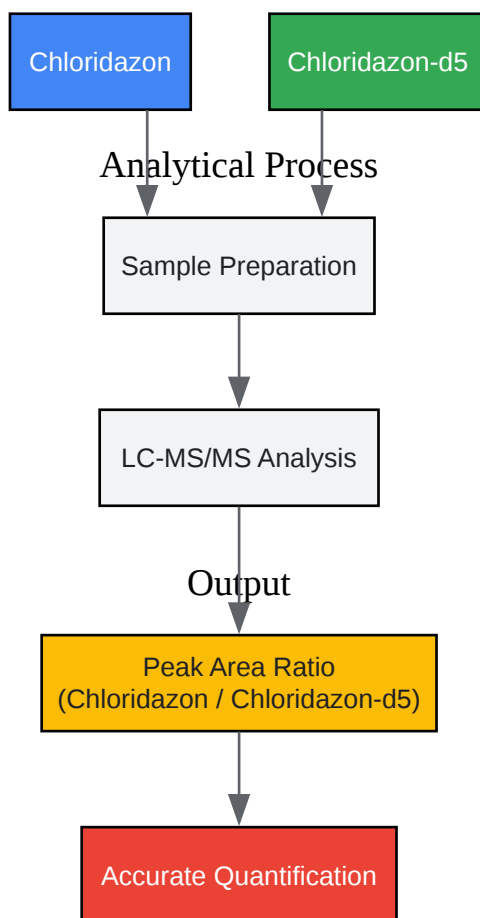 Chloridazon
Chloridazon-d5
Analytical Process
Sample Preparation
LC-MS/MS Analysis
Output
Peak Area Ratio
(Chloridazon / Chloridazon-d5)
Accurate Quantification